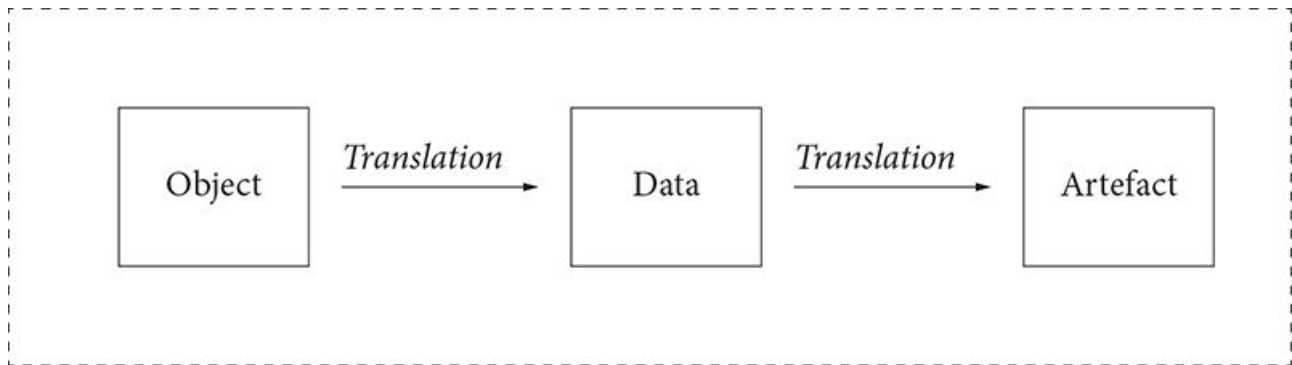 Translation
Translation
Object
Data
Artefact